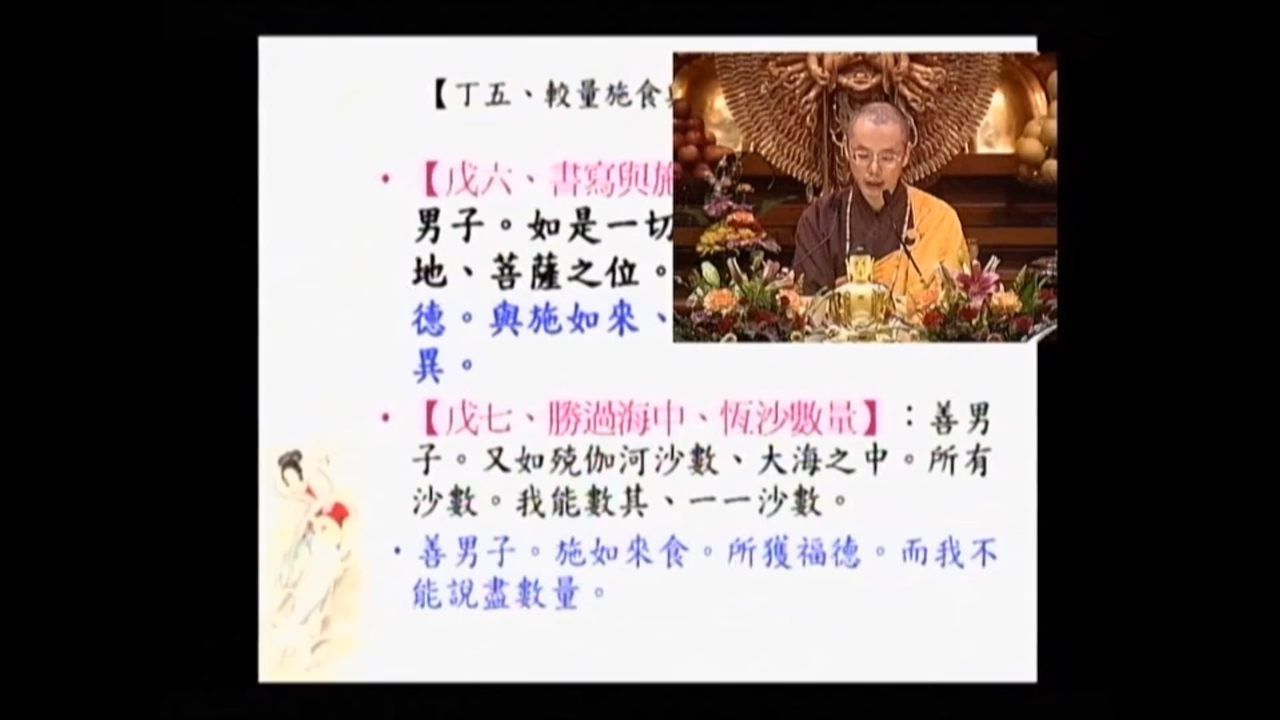 【丁五、較量施食
•【戊六、書寫與施
男子。如是一切
地、菩薩之位。
德。與施如來、
異。
•【戊七、勝過海中、恆沙數量】:善男
子。又如殑伽河沙數、大海之中。所有
沙數。我能數其、一一沙數。
•善男子。施如來食。所獲福德。而我不
能說盡數量。